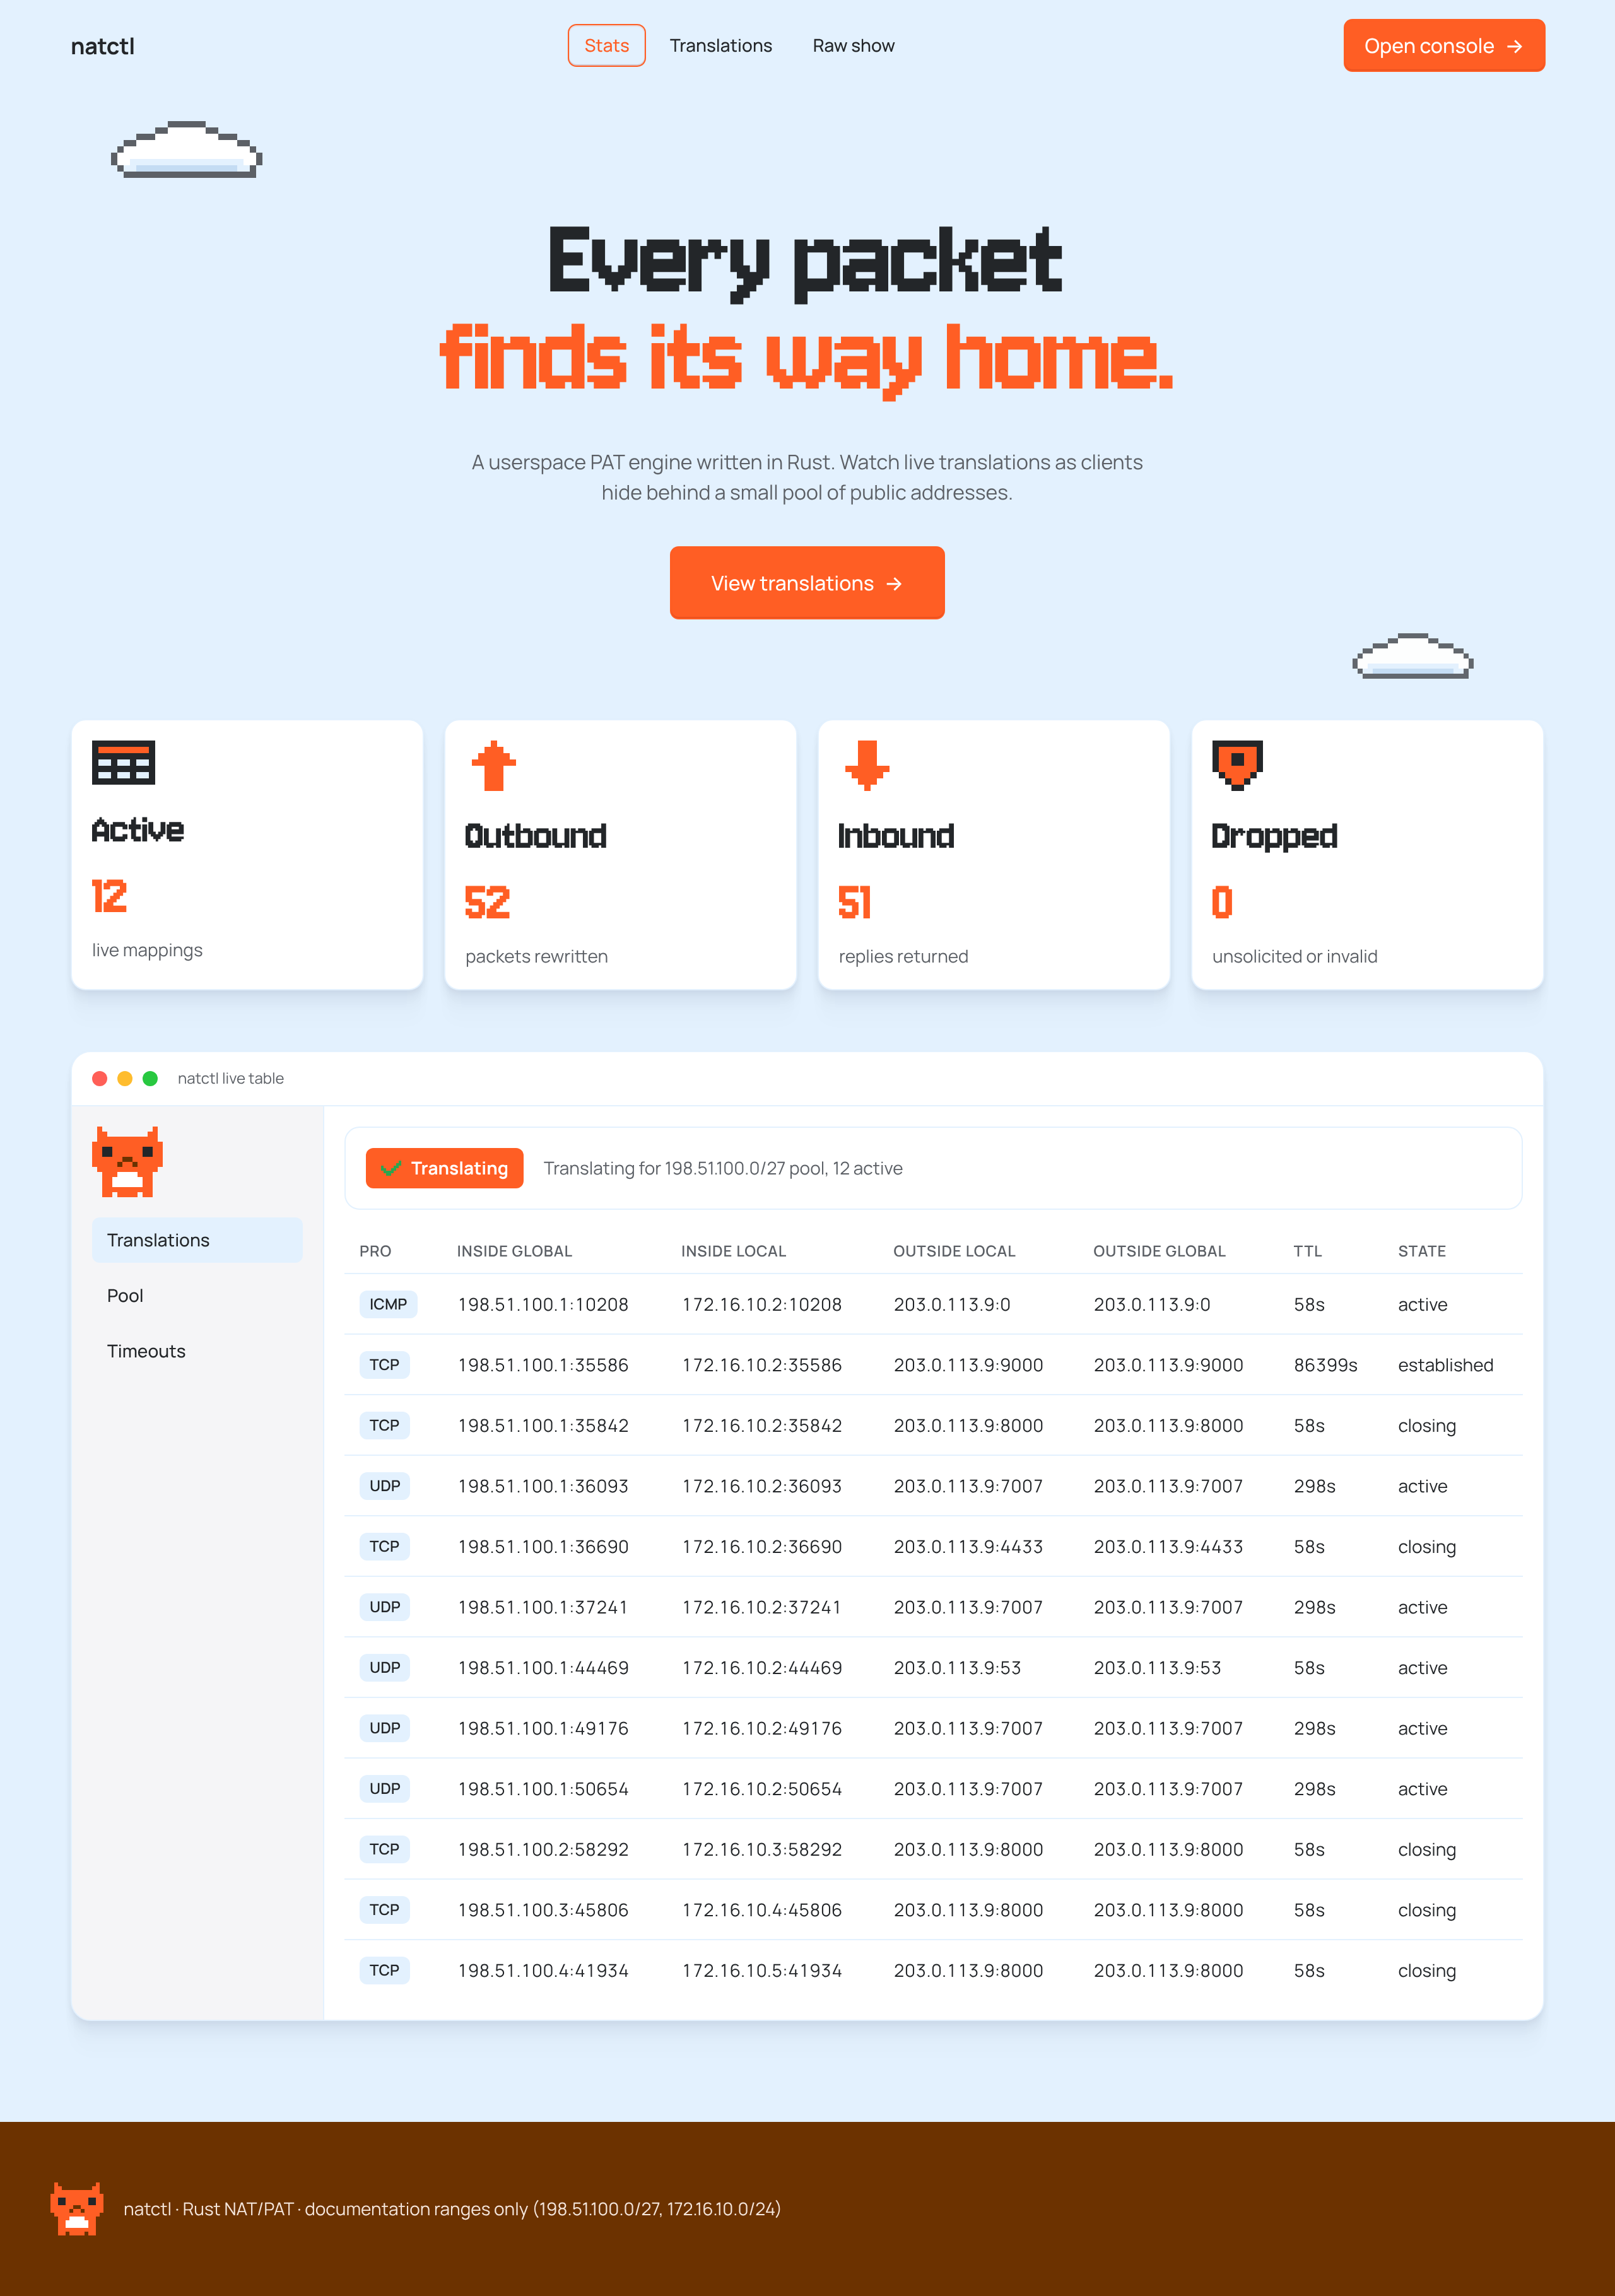 natctl
Stats
Translations
Raw show
Open console →
Every packet
finds its way home.
A userspace PAT engine written in Rust. Watch live translations as clients
hide behind a small pool of public addresses.
View translations →
Active
12
live mappings
Outbound
52
packets rewritten
Inbound
51
replies returned
Dropped
0
unsolicited or invalid
natctl live table
Translations
Pool
Timeouts
Translating Translating for 198.51.100.0/27 pool, 12 active
PRO INSIDE GLOBAL INSIDE LOCAL OUTSIDE LOCAL OUTSIDE GLOBAL TTL STATE
ICMP 198.51.100.1:10208 172.16.10.2:10208 203.0.113.9:0 203.0.113.9:0 58s active
TCP 198.51.100.1:35586 172.16.10.2:35586 203.0.113.9:9000 203.0.113.9:9000 86399s established
TCP 198.51.100.1:35842 172.16.10.2:35842 203.0.113.9:8000 203.0.113.9:8000 58s closing
UDP 198.51.100.1:36093 172.16.10.2:36093 203.0.113.9:7007 203.0.113.9:7007 298s active
TCP 198.51.100.1:36690 172.16.10.2:36690 203.0.113.9:4433 203.0.113.9:4433 58s closing
UDP 198.51.100.1:37241 172.16.10.2:37241 203.0.113.9:7007 203.0.113.9:7007 298s active
UDP 198.51.100.1:44469 172.16.10.2:44469 203.0.113.9:53 203.0.113.9:53 58s active
UDP 198.51.100.1:49176 172.16.10.2:49176 203.0.113.9:7007 203.0.113.9:7007 298s active
UDP 198.51.100.1:50654 172.16.10.2:50654 203.0.113.9:7007 203.0.113.9:7007 298s active
TCP 198.51.100.2:58292 172.16.10.3:58292 203.0.113.9:8000 203.0.113.9:8000 58s closing
TCP 198.51.100.3:45806 172.16.10.4:45806 203.0.113.9:8000 203.0.113.9:8000 58s closing
TCP 198.51.100.4:41934 172.16.10.5:41934 203.0.113.9:8000 203.0.113.9:8000 58s closing
natctl · Rust NAT/PAT · documentation ranges only (198.51.100.0/27, 172.16.10.0/24)